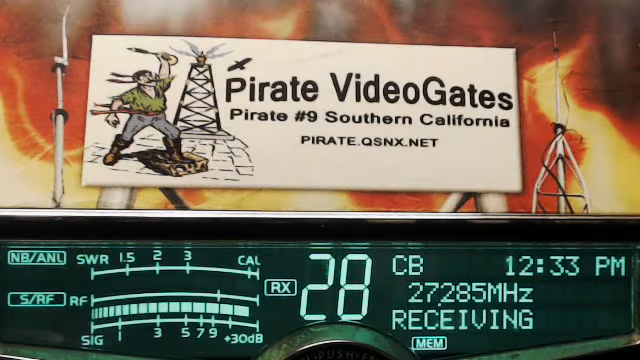 Pirate VideoGates
Pirate #9 Southern California
PIRATE.QSNX.NET
NB/ANL SWR 1.5 2 3 CAL
CB 12:33 PM
RX 28
27285MHz
S/RF RF
RECEIVING
SIG 1 3 5 7 9 +30dB
MEM
PUSH